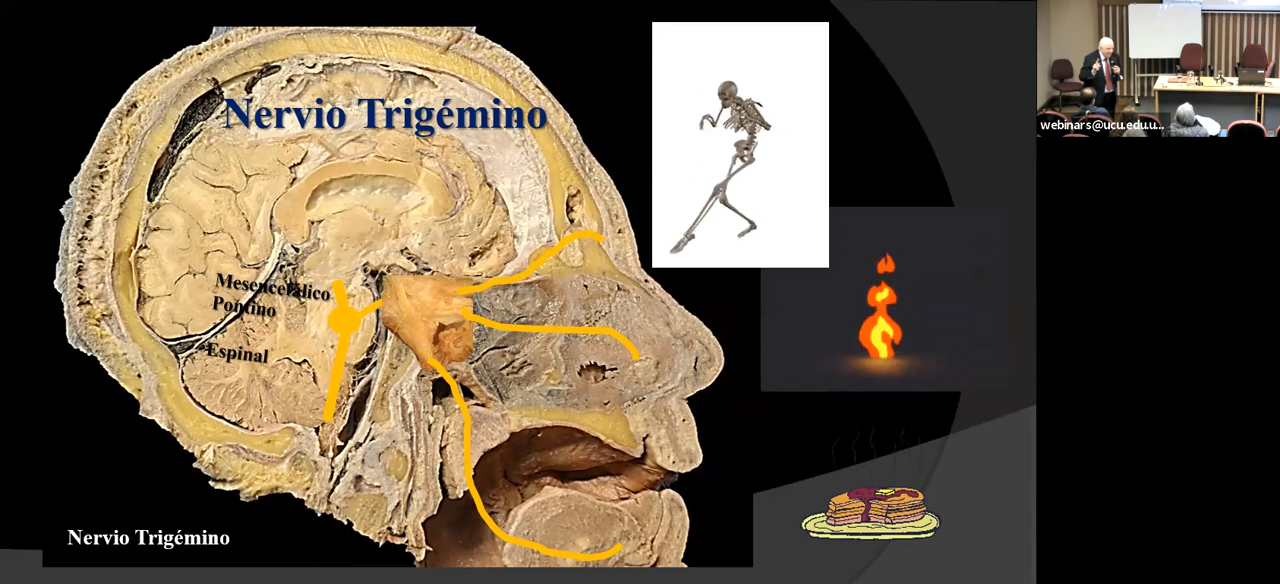 Nervio Trigémino
webinars@ucu.edu.u...
Mesencefálico
Pontino
Espinal
Nervio Trigémino